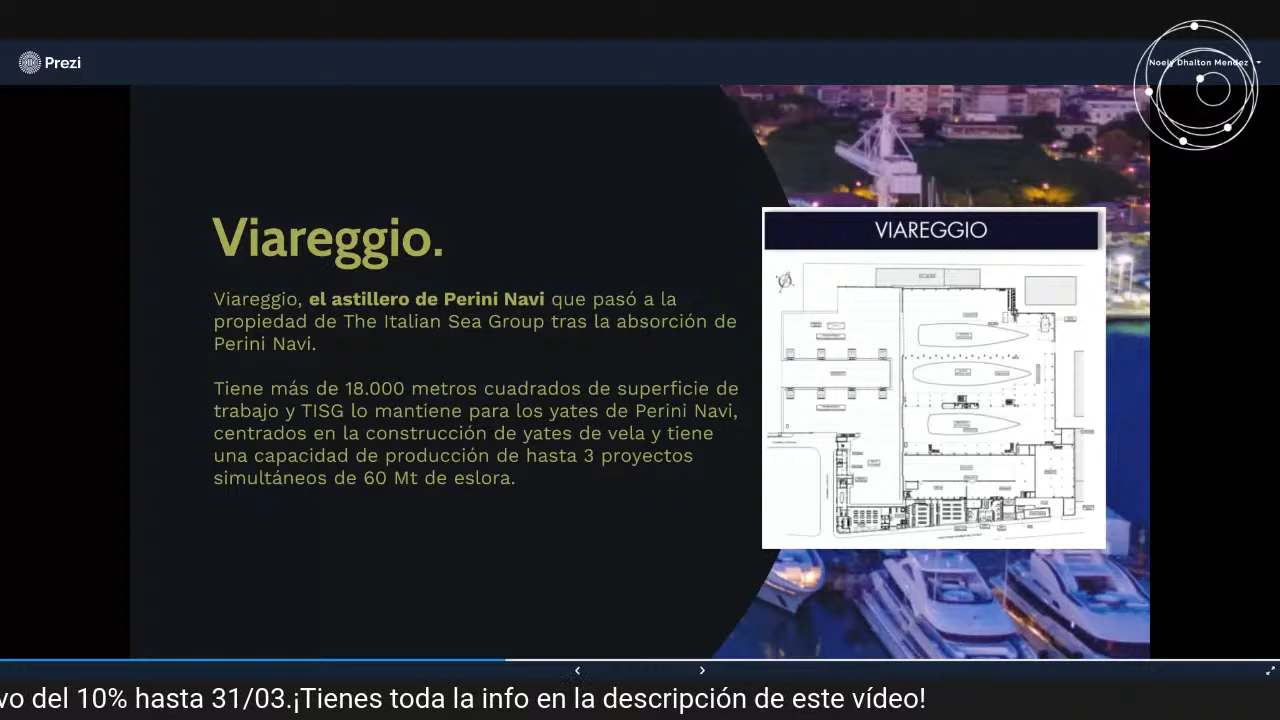 Prezi
Noely Dhalton Mendez
Viareggio.
VIAREGGIO
Viareggio, el astillero de Perini Navi que pasó a la
propiedad de The Italian Sea Group tras la absorción de
Perini Navi.
Tiene más de 18.000 metros cuadrados de superficie de
trabajo y TISG lo mantiene para los yates de Perini Navi,
centrados en la construcción de yates de vela y tiene
una capacidad de producción de hasta 3 proyectos
simultáneos de 60 Mt de eslora.
vo del 10% hasta 31/03.¡Tienes toda la info en la descripción de este vídeo!